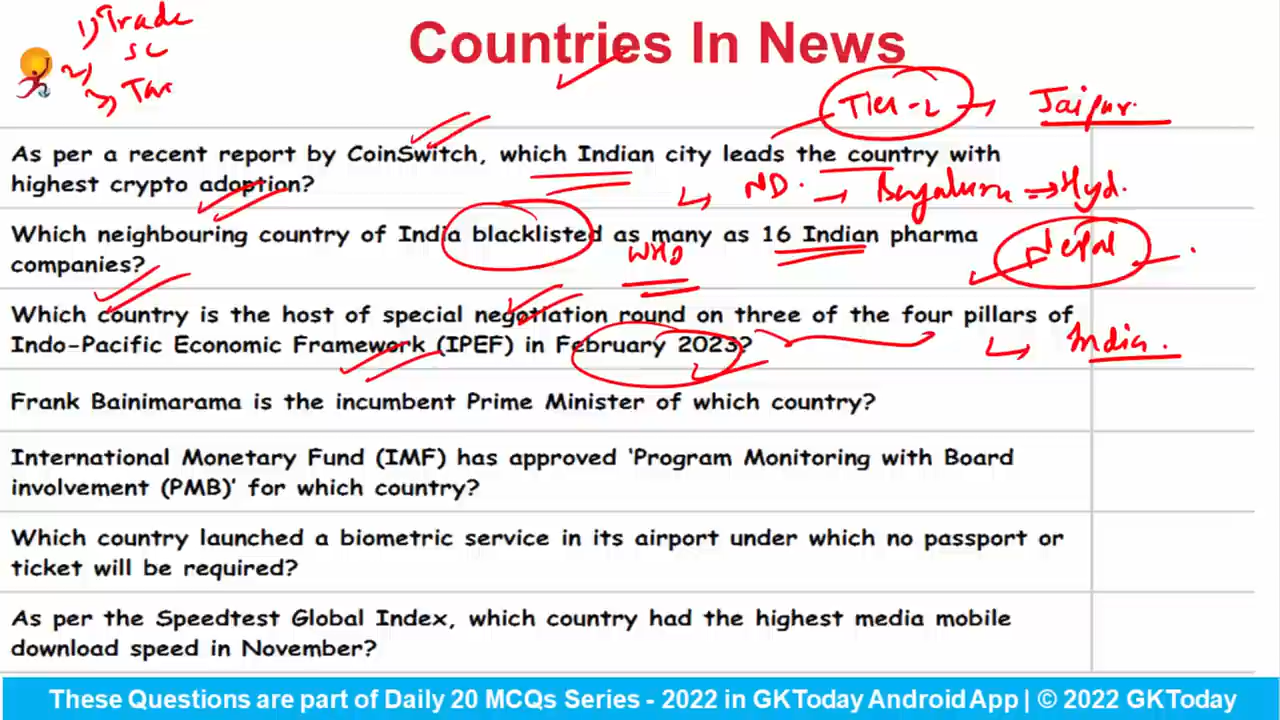 1) Trade
SC
2)
3) Tax
Countries In News
Tier-2 → Jaipur.
As per a recent report by CoinSwitch, which Indian city leads the country with
highest crypto adoption?
↳ ND. → Bengaluru ⇒ Hyd.
Which neighbouring country of India blacklisted as many as 16 Indian pharma
companies?
WHO
Nepal
Which country is the host of special negotiation round on three of the four pillars of
Indo-Pacific Economic Framework (IPEF) in February 2023?
↳ India.
Frank Bainimarama is the incumbent Prime Minister of which country?
International Monetary Fund (IMF) has approved ‘Program Monitoring with Board
involvement (PMB)’ for which country?
Which country launched a biometric service in its airport under which no passport or
ticket will be required?
As per the Speedtest Global Index, which country had the highest media mobile
download speed in November?
These Questions are part of Daily 20 MCQs Series - 2022 in GKToday Android App | © 2022 GKToday